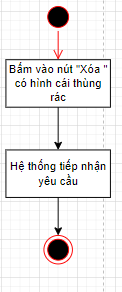 Bấm vào nút "Xóa "
có hình cái thùng
rác
Hệ thống tiếp nhận
yêu cầu